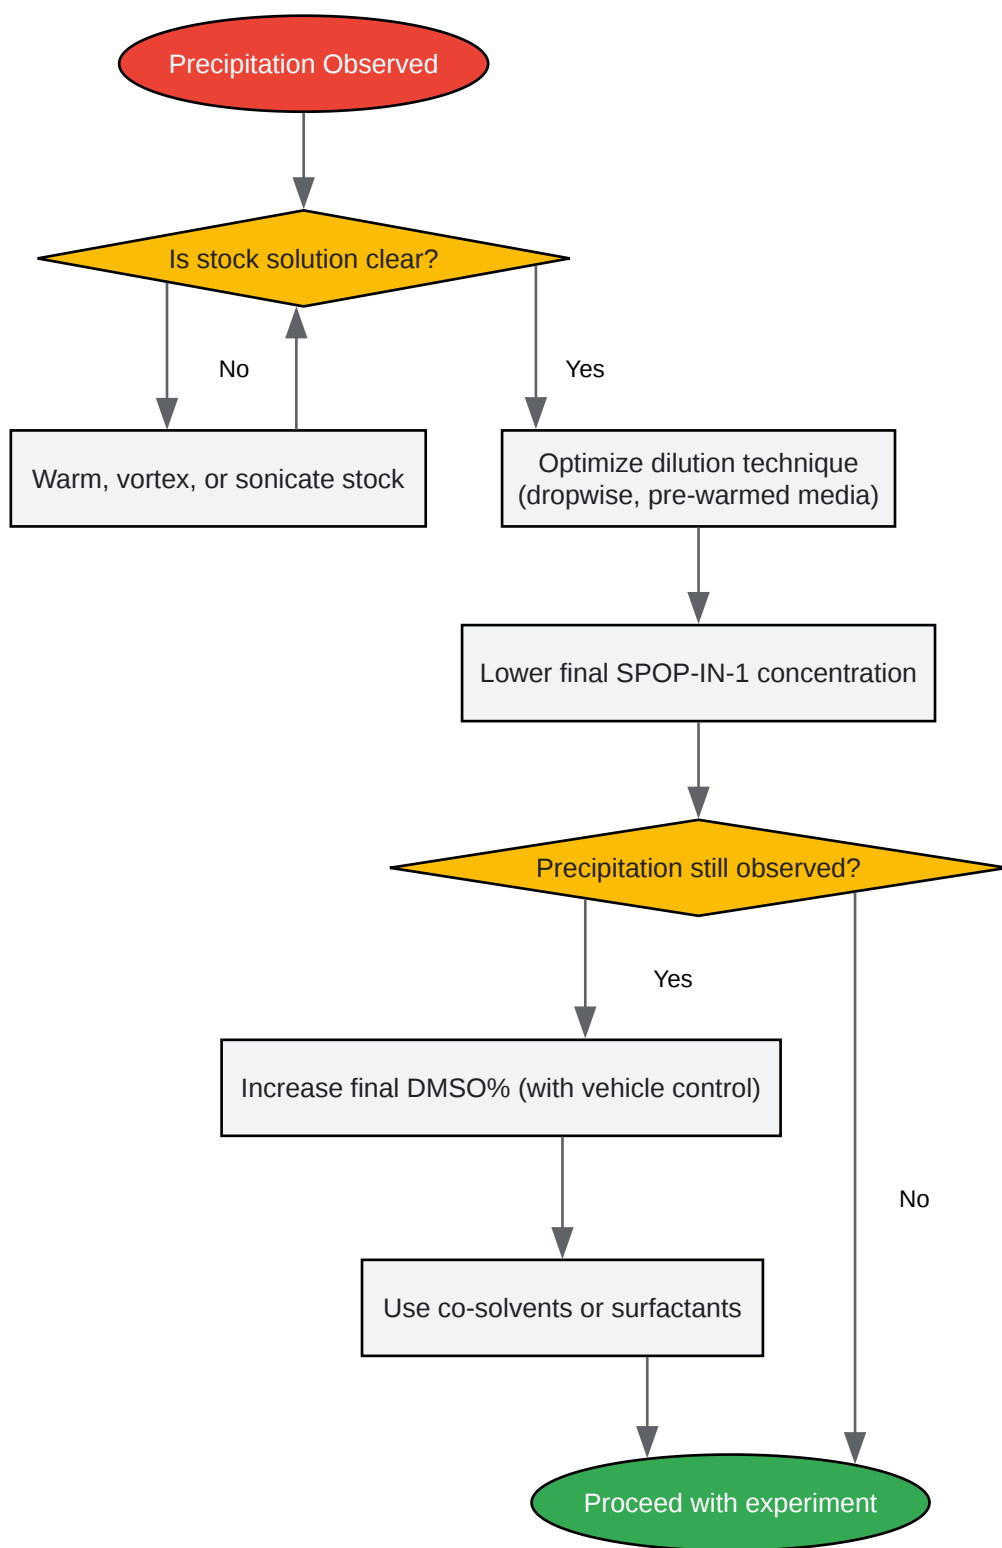 Precipitation Observed
Is stock solution clear?
No
Yes
Warm, vortex, or sonicate stock
Optimize dilution technique
(dropwise, pre-warmed media)
Lower final SPOP-IN-1 concentration
Precipitation still observed?
Yes
Increase final DMSO% (with vehicle control)
No
Use co-solvents or surfactants
Proceed with experiment